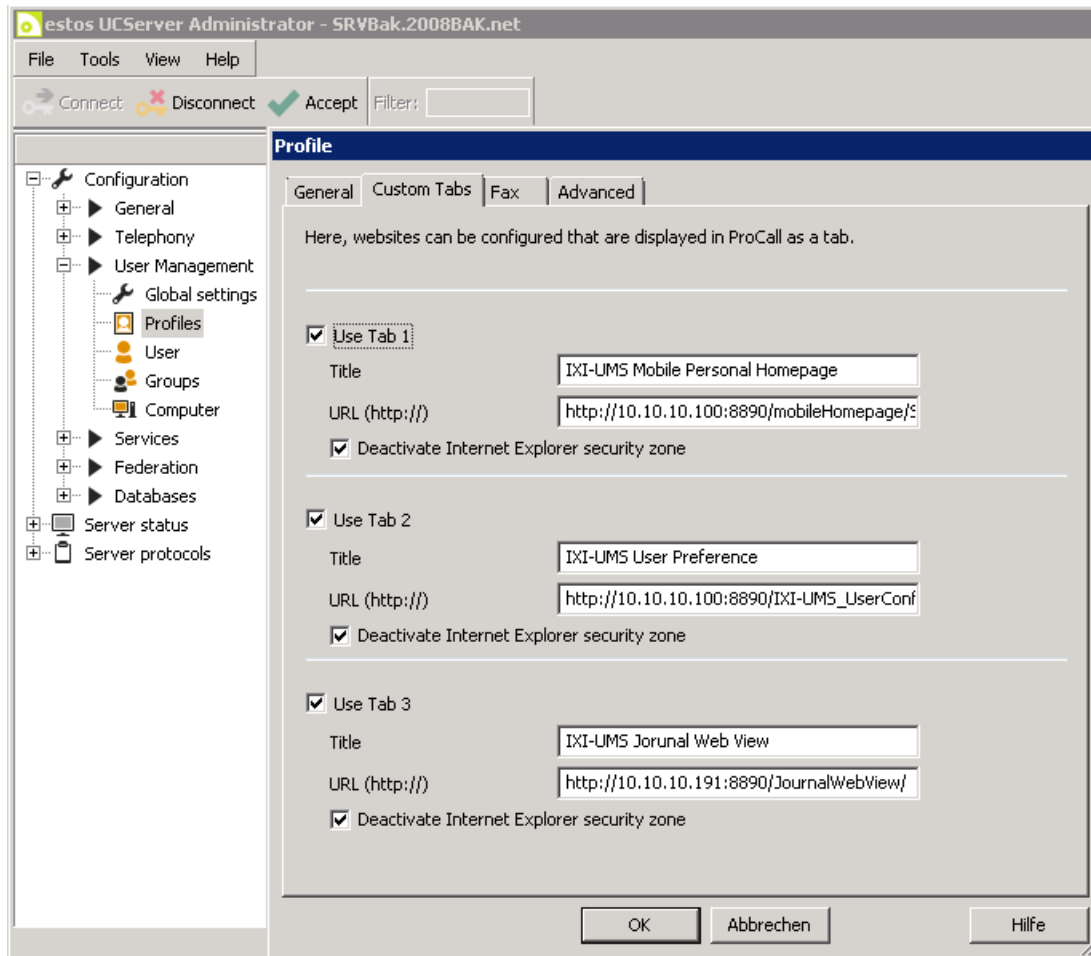 estos UCServer Administrator - SRVBak.2008BAK.net
File Tools View Help
Connect Disconnect Accept Filter:
Profile
Configuration
General
Telephony
User Management
Global settings
Profiles
User
Groups
Computer
Services
Federation
Databases
Server status
Server protocols
General Custom Tabs Fax Advanced
Here, websites can be configured that are displayed in ProCall as a tab.
Use Tab 1
Title IXI-UMS Mobile Personal Homepage
URL (http://) http://10.10.10.100:8890/mobileHomepage/S
Deactivate Internet Explorer security zone
Use Tab 2
Title IXI-UMS User Preference
URL (http://) http://10.10.10.100:8890/IXI-UMS_UserConf
Deactivate Internet Explorer security zone
Use Tab 3
Title IXI-UMS Jorunal Web View
URL (http://) http://10.10.10.191:8890/JournalWebView/
Deactivate Internet Explorer security zone
OK Abbrechen Hilfe